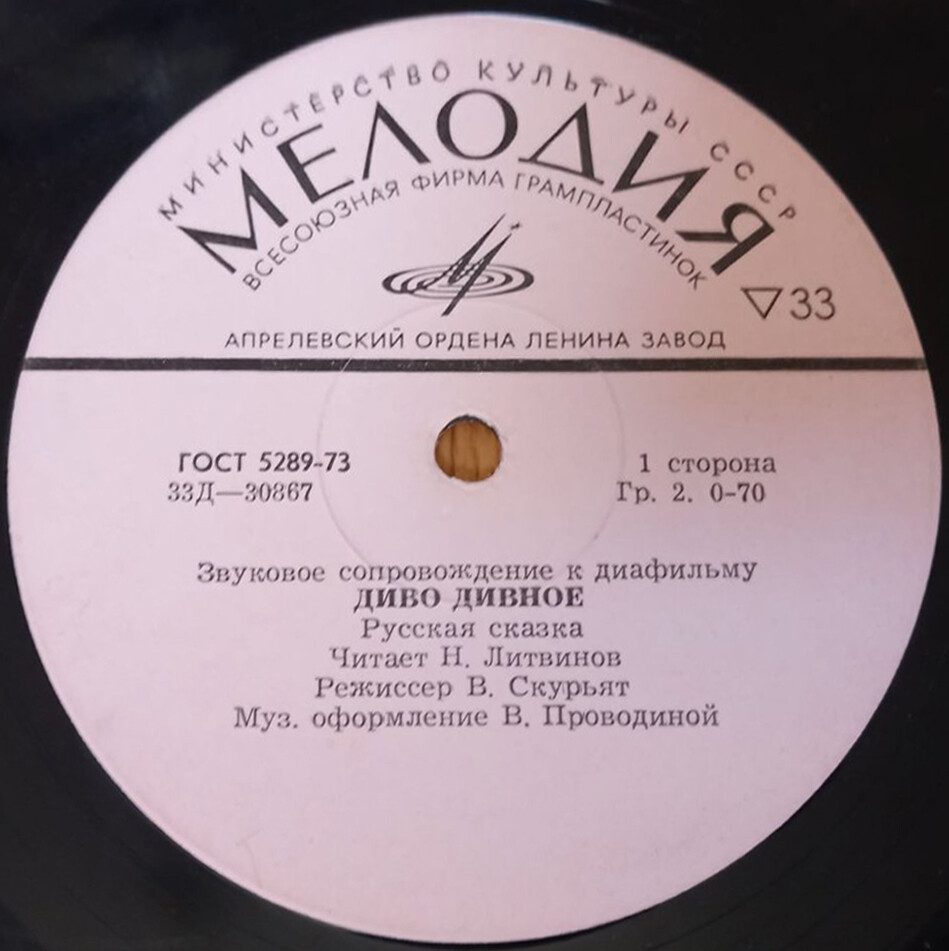 МИНИСТЕРСТВО КУЛЬТУРЫ СССР
МЕЛОДИЯ
ВСЕСОЮЗНАЯ ФИРМА ГРАМПЛАСТИНОК
▽33
АПРЕЛЕВСКИЙ ОРДЕНА ЛЕНИНА ЗАВОД
ГОСТ 5289-73
1 сторона
33Д—30867
Гр. 2. 0-70
Звуковое сопровождение к диафильму
ДИВО ДИВНОЕ
Русская сказка
Читает Н. Литвинов
Режиссер В. Скурьят
Муз. оформление В. Проводиной